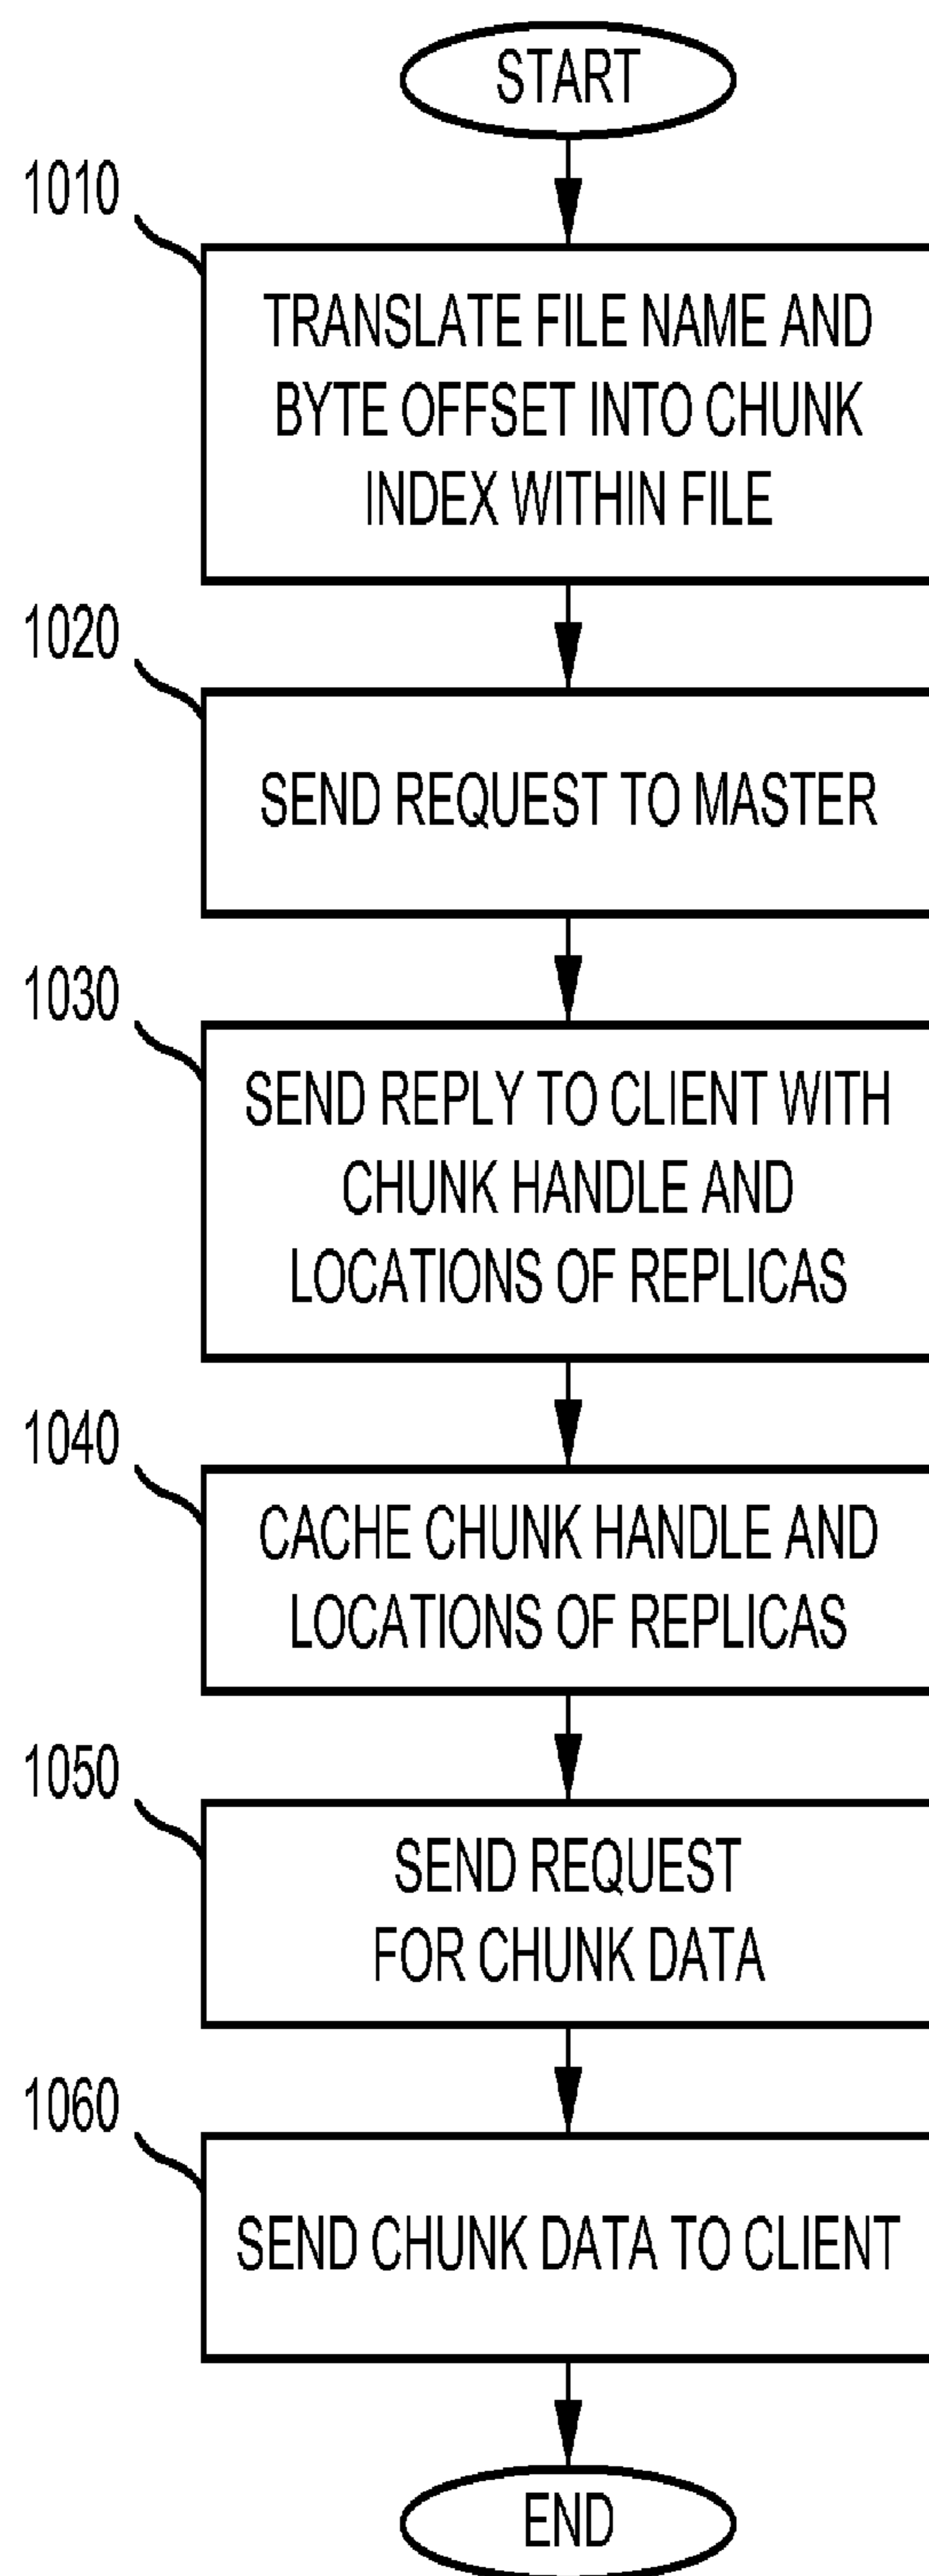 START
1010
TRANSLATE FILE NAME AND
BYTE OFFSET INTO CHUNK
INDEX WITHIN FILE
1020
SEND REQUEST TO MASTER
1030
SEND REPLY TO CLIENT WITH
CHUNK HANDLE AND
LOCATIONS OF REPLICAS
1040
CACHE CHUNK HANDLE AND
LOCATIONS OF REPLICAS
1050
SEND REQUEST
FOR CHUNK DATA
1060
SEND CHUNK DATA TO CLIENT
END